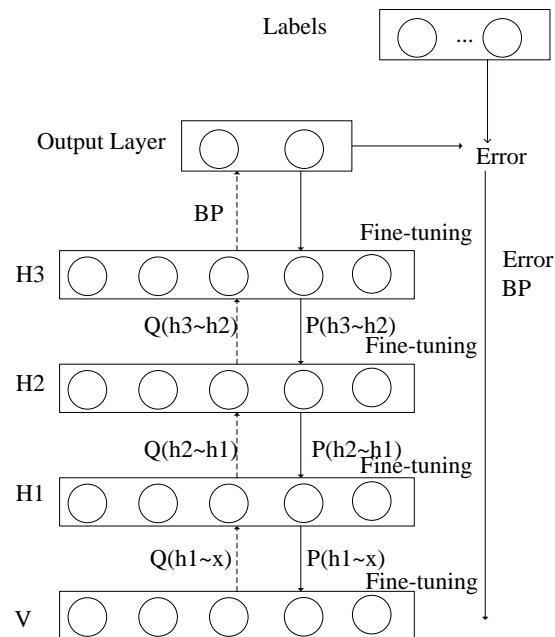 Labels
...
Output Layer
Error
BP
Fine-tuning
H3
Error
BP
Q(h3~h2)
P(h3~h2)
Fine-tuning
H2
Q(h2~h1)
P(h2~h1)
Fine-tuning
H1
Q(h1~x)
P(h1~x)
Fine-tuning
V